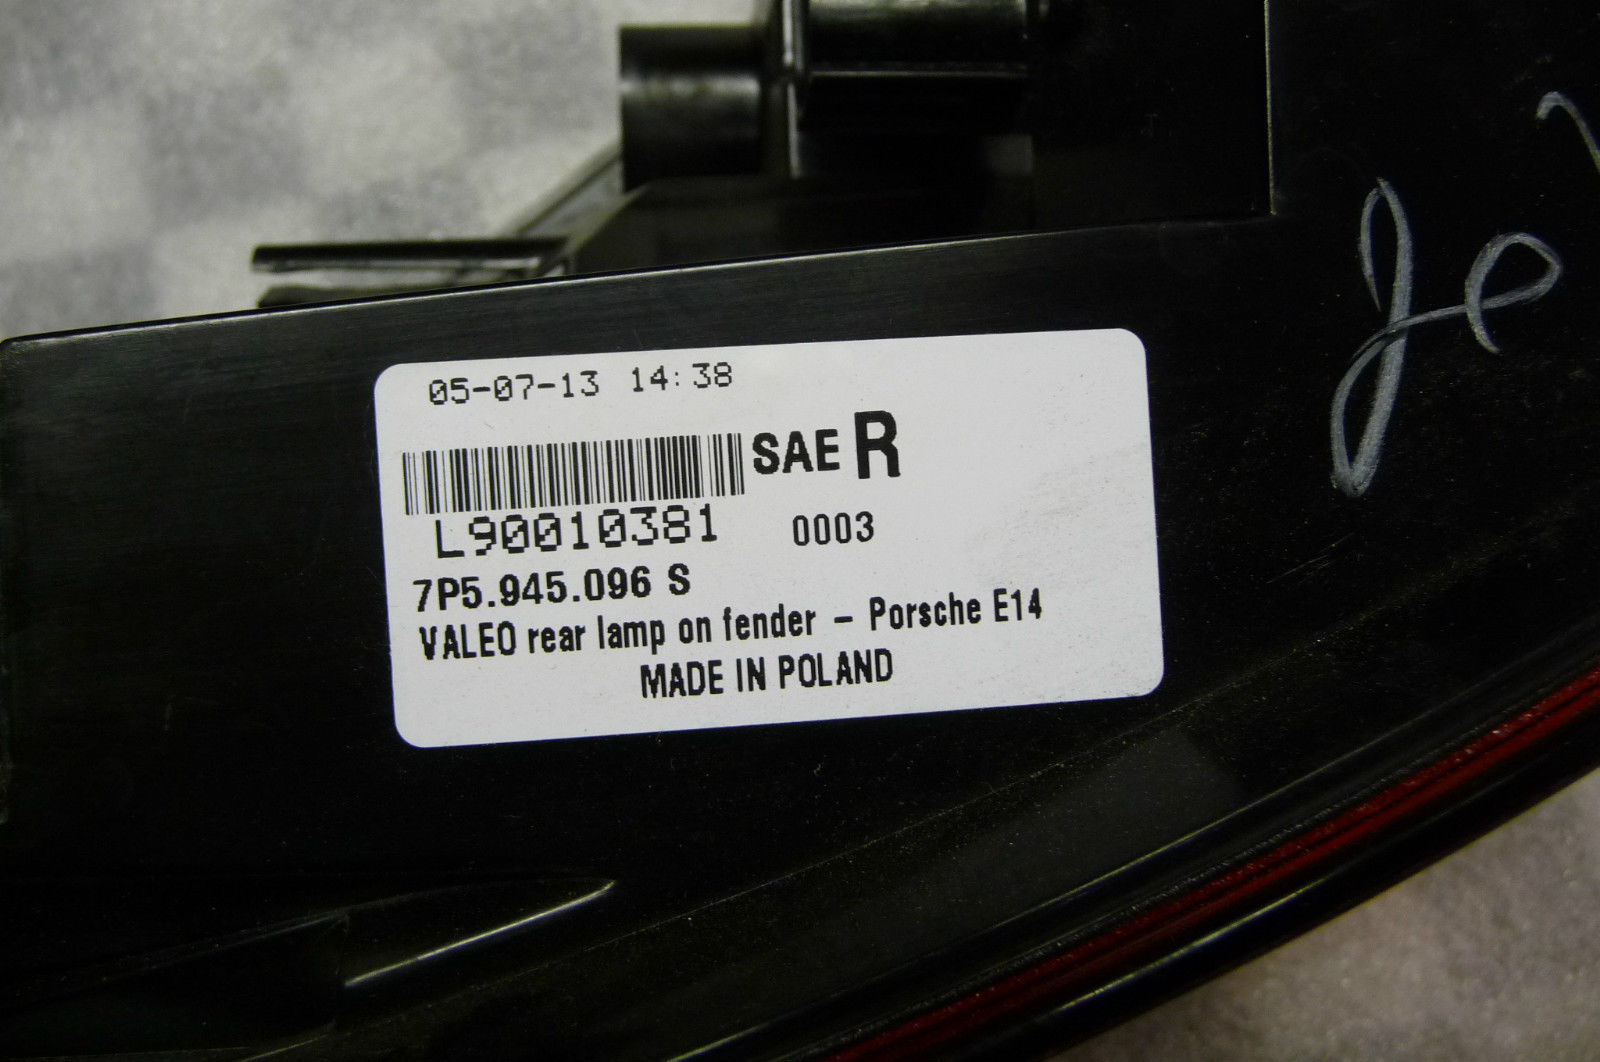 05-07-13 14:38
SAE R
L90010381 0003
7P5.945.096 S
VALEO rear lamp on fender – Porsche E14
MADE IN POLAND